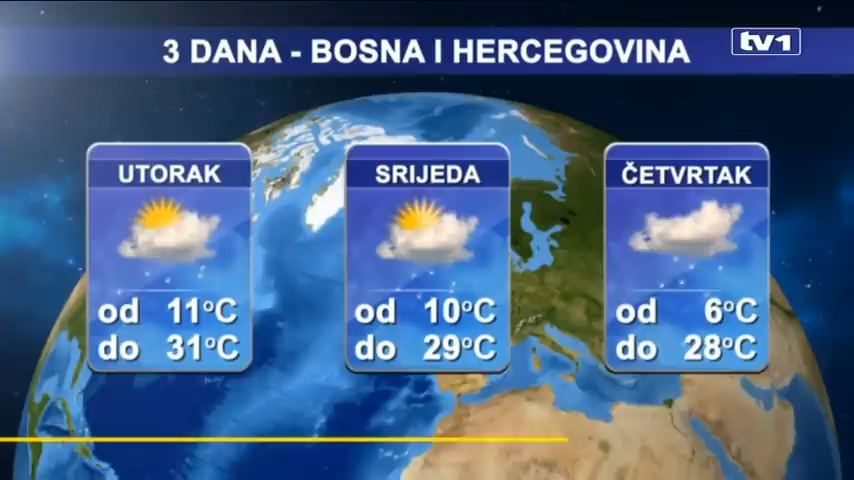 3 DANA - BOSNA I HERCEGOVINA
tv1
UTORAK
od 11°C
do 31°C
SRIJEDA
od 10°C
do 29°C
ČETVRTAK
od 6°C
do 28°C